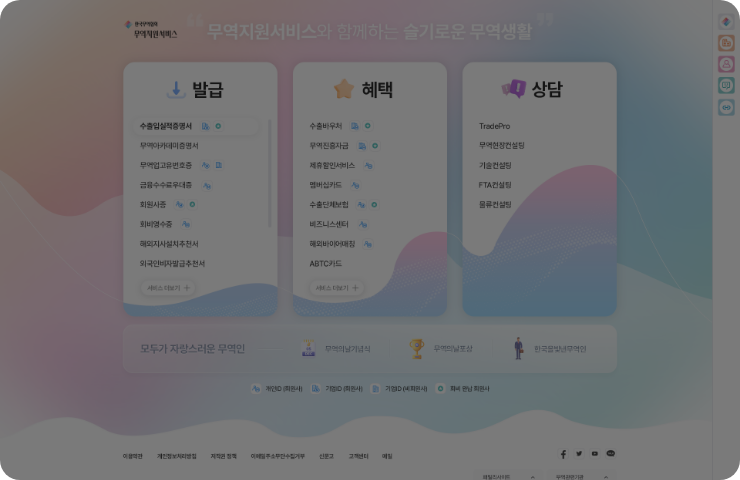 한국무역협회
무역지원서비스
무역지원서비스와 함께하는 슬기로운 무역생활
발급
수출입실적증명서
무역아카데미증명서
무역업고유번호증
금융수수료우대증
회원사증
회비영수증
해외지사설치추천서
외국인비자발급추천서
서비스 더보기 +
혜택
수출바우처
무역진흥자금
제휴할인서비스
멤버십카드
수출단체보험
비즈니스센터
해외바이어매칭
ABTC카드
서비스 더보기 +
상담
TradePro
무역현장컨설팅
기술컨설팅
FTA컨설팅
물류컨설팅
모두가 자랑스러운 무역인
무역의날기념식
무역의날포상
한국을빛낸무역인
개인ID (회원사)
기업ID (회원사)
기업ID (비회원사)
회비 완납 회원사
이용약관
개인정보처리방침
저작권 정책
이메일주소무단수집거부
신문고
고객센터
패밀리사이트
무역유관기관